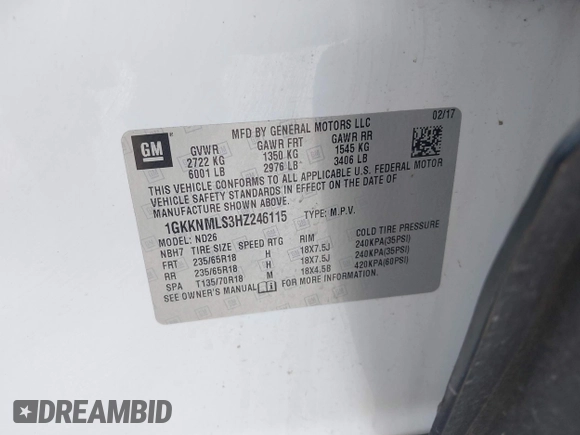 GM
MFD BY GENERAL MOTORS LLC
02/17
GVWR GAWR FRT GAWR RR
2722 KG 1350 KG 1545 KG
6001 LB 2976 LB 3406 LB
THIS VEHICLE CONFORMS TO ALL APPLICABLE U.S. FEDERAL MOTOR
VEHICLE SAFETY STANDARDS IN EFFECT ON THE DATE OF
MANUFACTURE SHOWN ABOVE.
1GKKNMLS3HZ246115 TYPE: M.P.V.
MODEL: ND26
NBH7 TIRE SIZE SPEED RTG RIM COLD TIRE PRESSURE
FRT 235/65R18 H 18X7.5J 240KPA(35PSI)
RR 235/65R18 H 18X7.5J 240KPA(35PSI)
SPA T135/70R18 M 18X4.5B 420KPA(60PSI)
SEE OWNER'S MANUAL FOR MORE INFORMATION.
DREAMBID